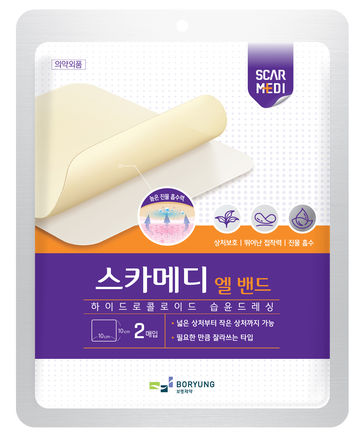 의약외품
SCAR
MEDI
높은 진물 흡수력
상처보호 | 뛰어난 접착력 | 진물 흡수
스카메디 엘 밴드
하이드로콜로이드 습윤드레싱
10cm
10cm
2매입
• 넓은 상처부터 작은 상처까지 가능
• 필요한 만큼 잘라쓰는 타입
BORYUNG
보령제약